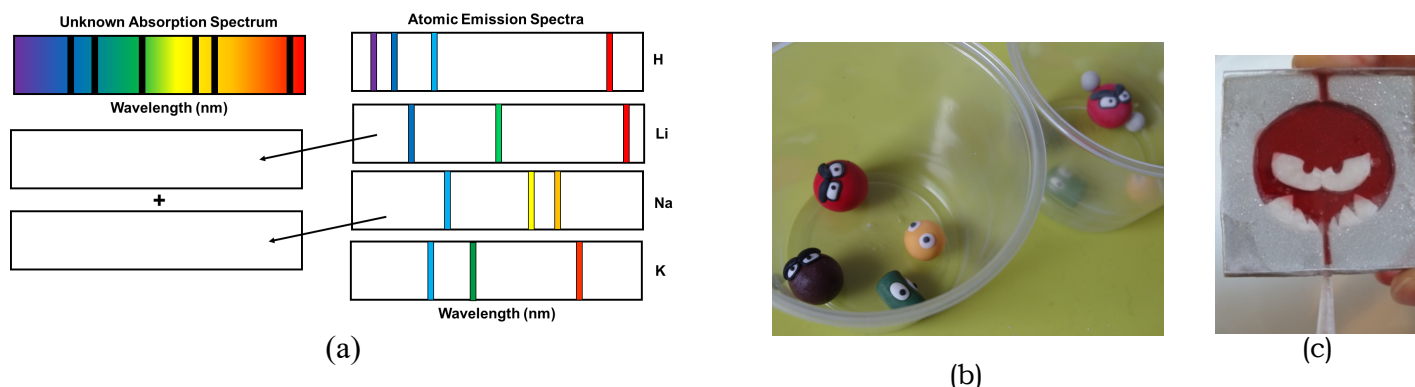 Unknown Absorption Spectrum
Wavelength (nm)
+
Atomic Emission Spectra
H
Li
Na
K
Wavelength (nm)
(a)
(b)
(c)